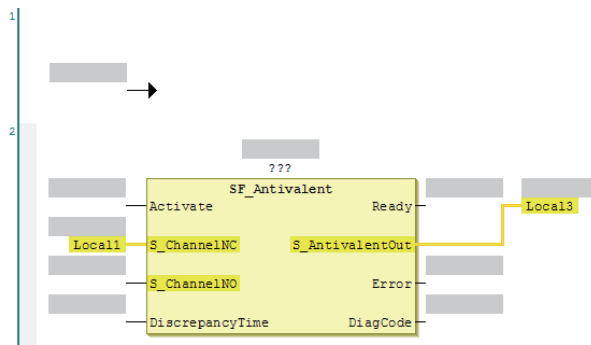 1
2
???
SF_Antivalent
Activate Ready
Local3
Local1 S_ChannelNC S_AntivalentOut
S_ChannelNO Error
DiscrepancyTime DiagCode